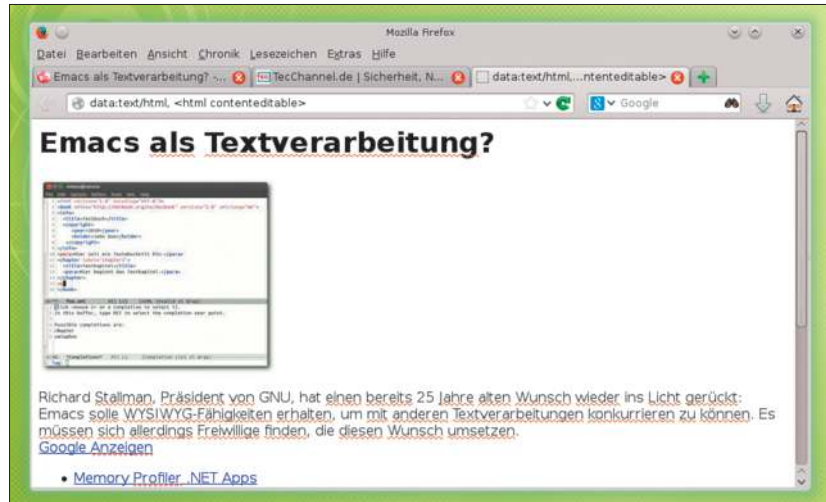 Mozilla Firefox
Datei Bearbeiten Ansicht Chronik Lesezeichen Extras Hilfe
Emacs als Textverarbeitung? -...
TecChannel.de | Sicherheit, N...
data:text/html,...ntenteditable>
data:text/html, <html contenteditable>
Google
Emacs als Textverarbeitung?
Richard Stallman, Präsident von GNU, hat einen bereits 25 Jahre alten Wunsch wieder ins Licht gerückt:
Emacs solle WYSIWYG-Fähigkeiten erhalten, um mit anderen Textverarbeitungen konkurrieren zu können. Es
müssen sich allerdings Freiwillige finden, die diesen Wunsch umsetzen.
Google Anzeigen
• Memory Profiler .NET Apps